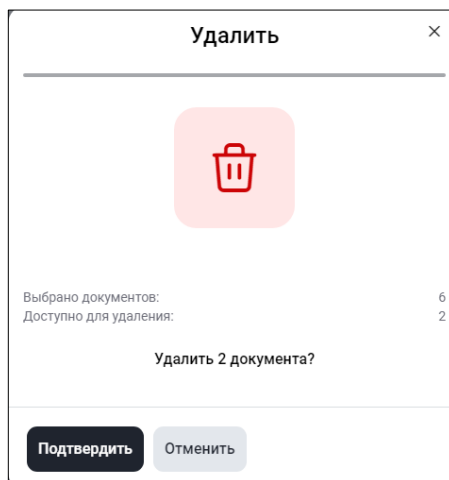 Удалить
Выбрано документов: 6
Доступно для удаления: 2
Удалить 2 документа?
Подтвердить Отменить